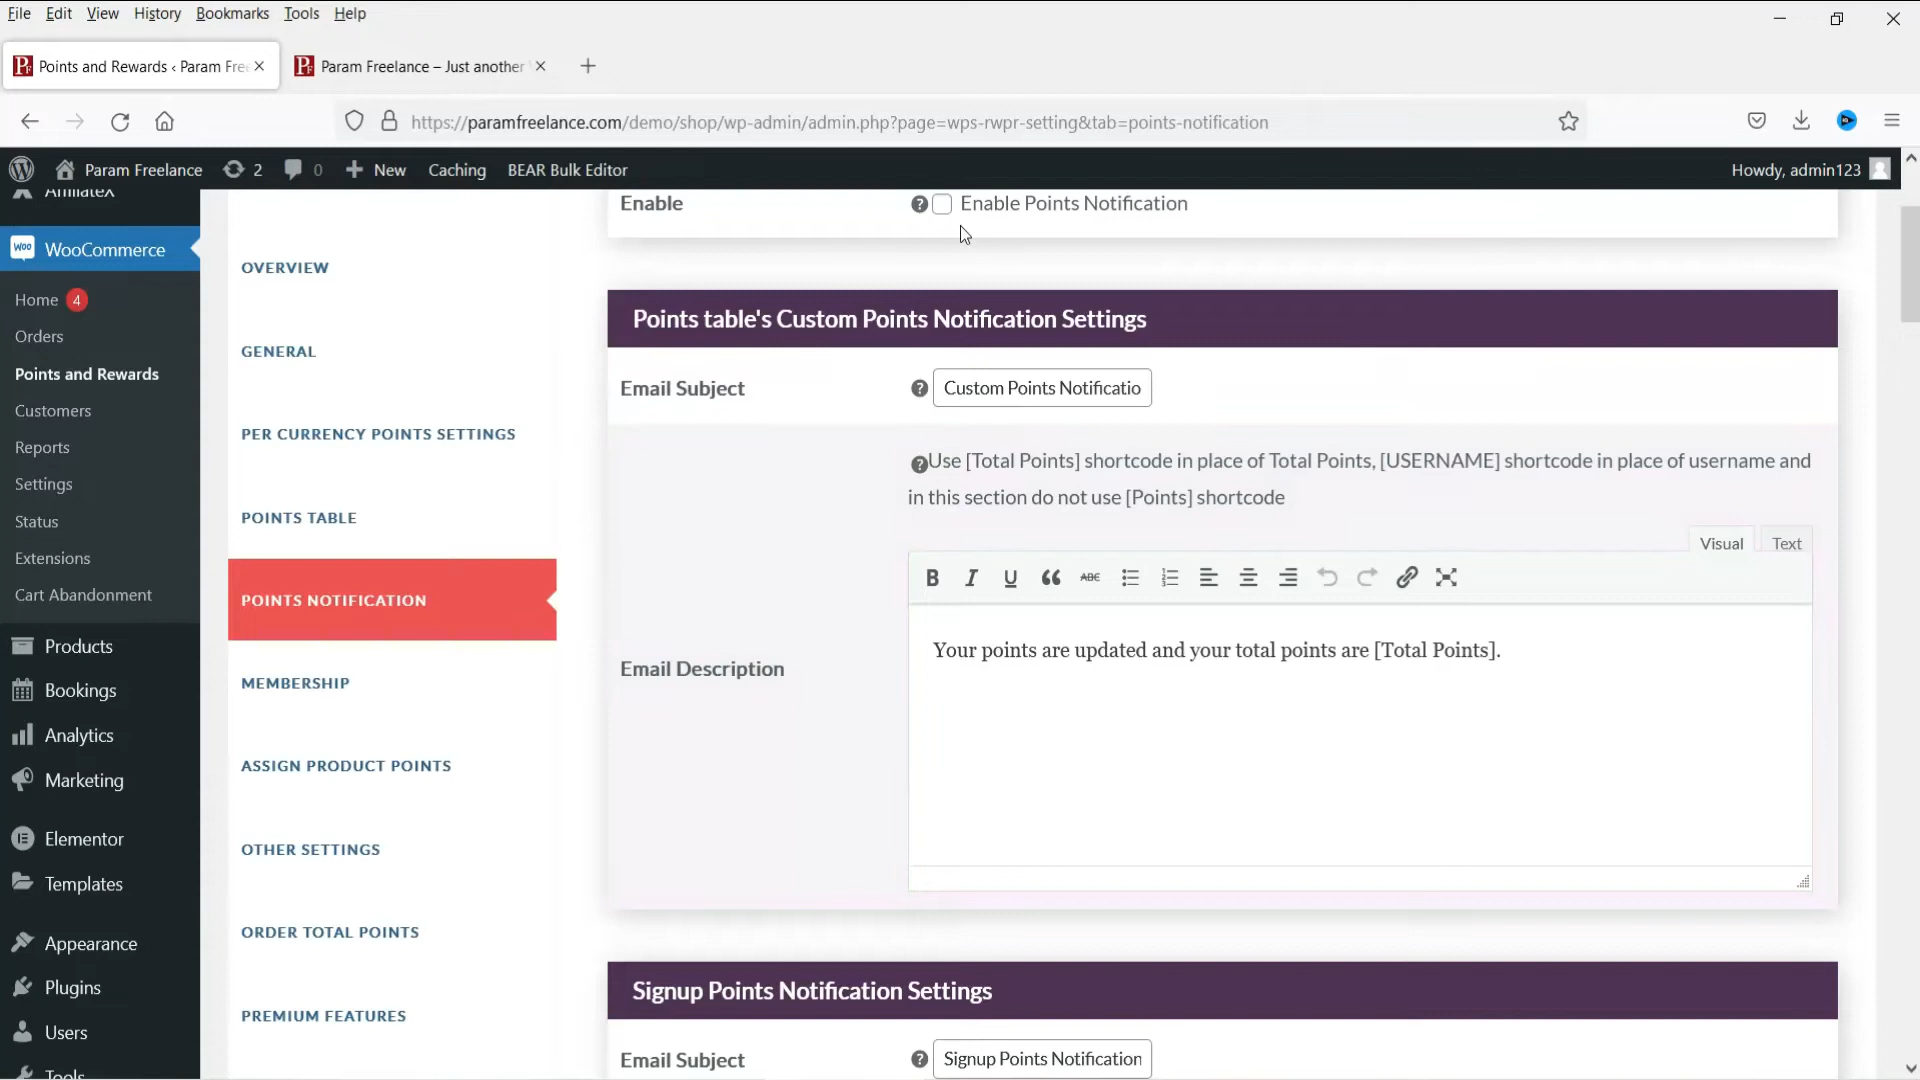 File Edit View History Bookmarks Tools Help
Points and Rewards ‹ Param Free
Param Freelance – Just another
https://paramfreelance.com/demo/shop/wp-admin/admin.php?page=wps-rwpr-setting&tab=points-notification
Param Freelance 2 0 New Caching BEAR Bulk Editor Howdy, admin123
AffiliateX
WooCommerce
Home 4
Orders
Points and Rewards
Customers
Reports
Settings
Status
Extensions
Cart Abandonment
Products
Bookings
Analytics
Marketing
Elementor
Templates
Appearance
Plugins
Users
Tools
OVERVIEW
GENERAL
PER CURRENCY POINTS SETTINGS
POINTS TABLE
POINTS NOTIFICATION
MEMBERSHIP
ASSIGN PRODUCT POINTS
OTHER SETTINGS
ORDER TOTAL POINTS
PREMIUM FEATURES
Enable Enable Points Notification
Points table's Custom Points Notification Settings
Email Subject Custom Points Notificatio
Use [Total Points] shortcode in place of Total Points, [USERNAME] shortcode in place of username and
in this section do not use [Points] shortcode
Visual Text
B I U ABC
Your points are updated and your total points are [Total Points].
Email Description
Signup Points Notification Settings
Email Subject Signup Points Notification